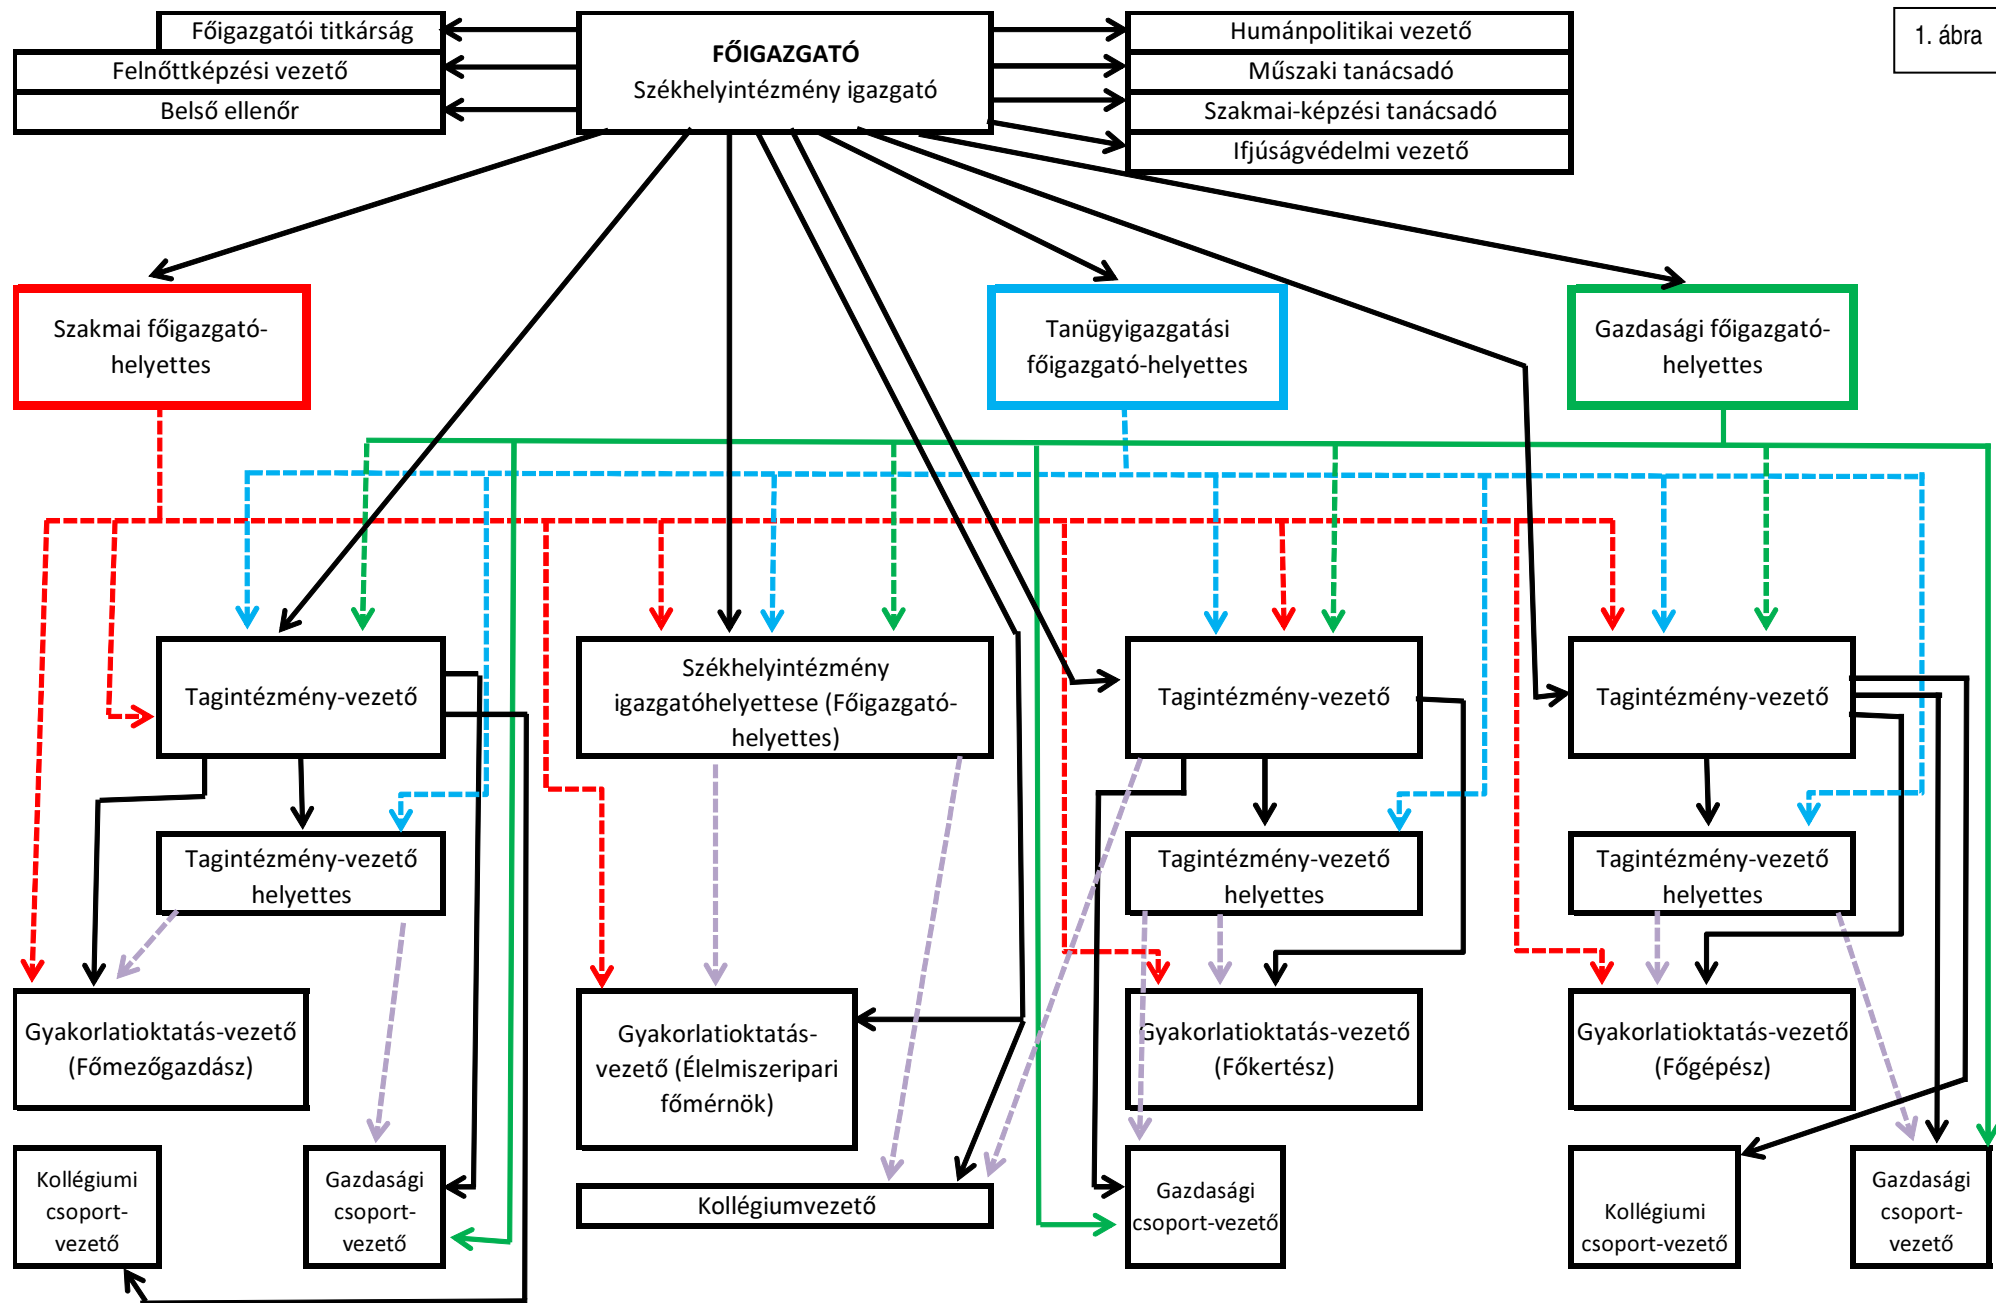 Főigazgatói titkárság
Felnőttképzési vezető
Belső ellenőr
FŐIGAZGATÓ
Székhelyintézmény igazgató
Humánpolitikai vezető
Műszaki tanácsadó
Szakmai-képzési tanácsadó
Ifjúságvédelmi vezető
1. ábra
Szakmai főigazgató-
helyettes
Tanügyigazgatási
főigazgató-helyettes
Gazdasági főigazgató-
helyettes
Tagintézmény-vezető
Székhelyintézmény
igazgatóhelyettese (Főigazgató-
helyettes)
Tagintézmény-vezető
Tagintézmény-vezető
Tagintézmény-vezető
helyettes
Tagintézmény-vezető
helyettes
Tagintézmény-vezető
helyettes
Gyakorlatioktatás-vezető
(Főmezőgazdász)
Gyakorlatioktatás-
vezető (Élelmiszeripari
főmérnök)
Gyakorlatioktatás-vezető
(Főkertész)
Gyakorlatioktatás-vezető
(Főgépész)
Kollégiumi
csoport-
vezető
Gazdasági
csoport-
vezető
Kollégiumvezető
Gazdasági
csoport-vezető
Kollégiumi
csoport-vezető
Gazdasági
csoport-
vezető